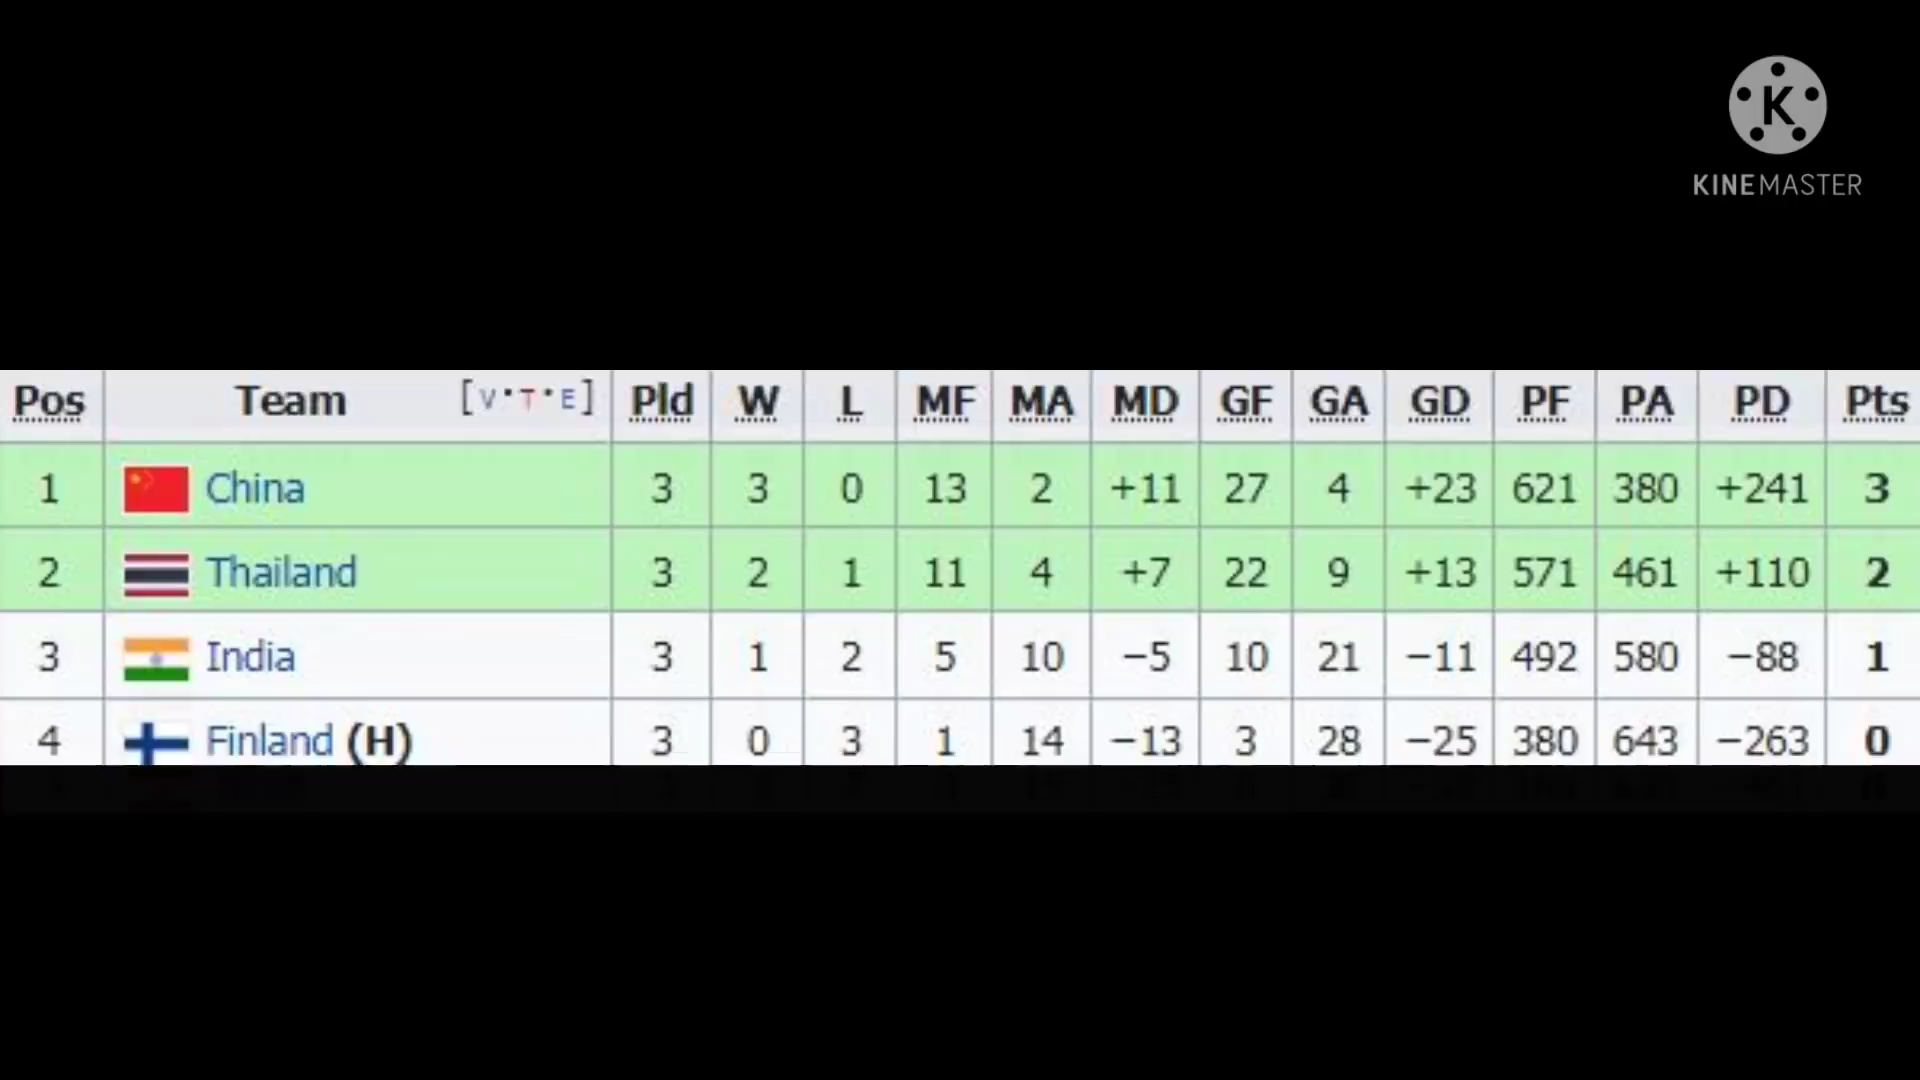 K
KINEMASTER
Pos Team [V•T•E] Pld W L MF MA MD GF GA GD PF PA PD Pts
1 China 3 3 0 13 2 +11 27 4 +23 621 380 +241 3
2 Thailand 3 2 1 11 4 +7 22 9 +13 571 461 +110 2
3 India 3 1 2 5 10 −5 10 21 −11 492 580 −88 1
4 Finland (H) 3 0 3 1 14 −13 3 28 −25 380 643 −263 0